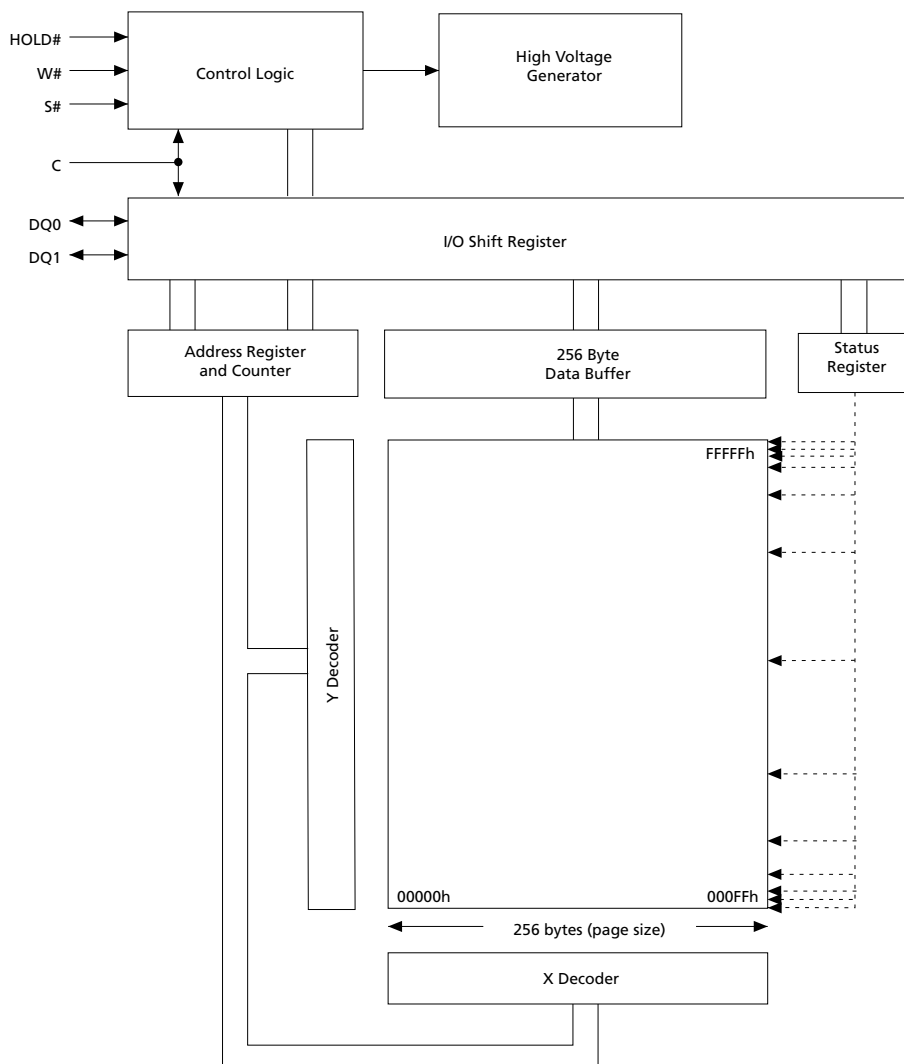 HOLD#
W#
S#
C
Control Logic
High Voltage
Generator
DQ0
DQ1
I/O Shift Register
Address Register
and Counter
256 Byte
Data Buffer
Status
Register
Y Decoder
FFFFFh
00000h
000FFh
256 bytes (page size)
X Decoder